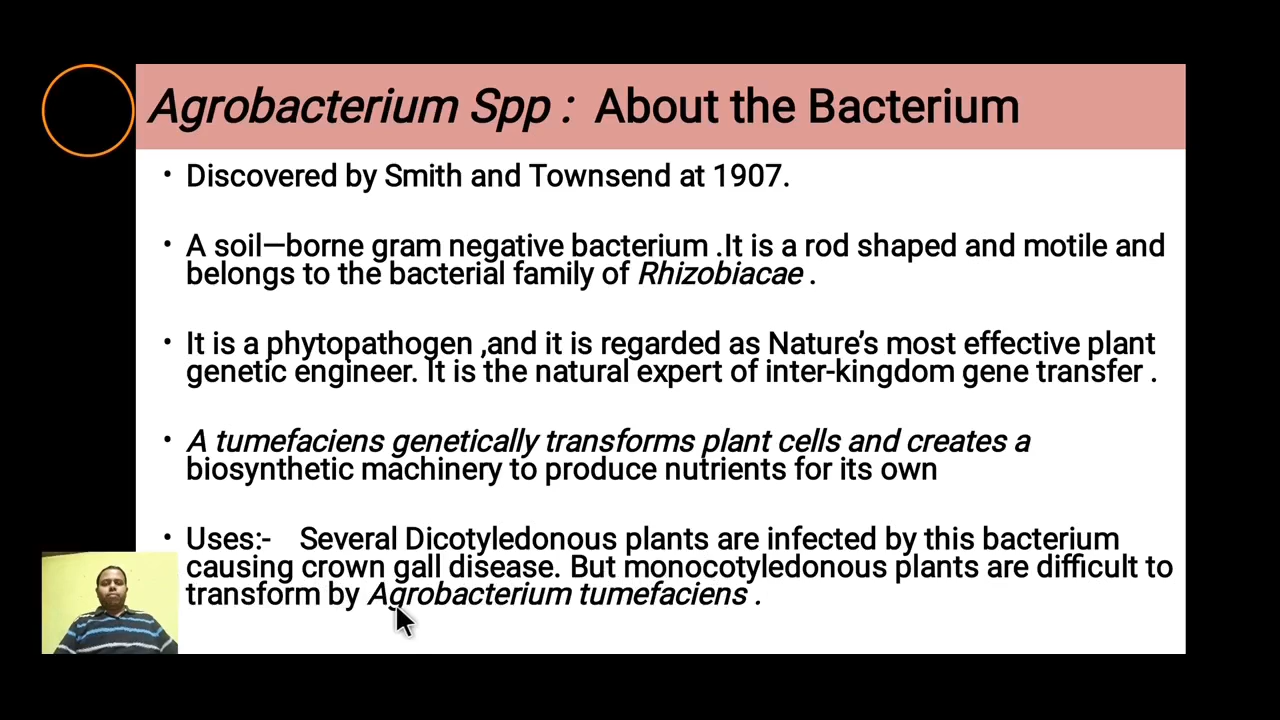 Agrobacterium Spp : About the Bacterium
• Discovered by Smith and Townsend at 1907.
• A soil—borne gram negative bacterium .It is a rod shaped and motile and
belongs to the bacterial family of Rhizobiacae .
• It is a phytopathogen ,and it is regarded as Nature’s most effective plant
genetic engineer. It is the natural expert of inter-kingdom gene transfer .
• A tumefaciens genetically transforms plant cells and creates a
biosynthetic machinery to produce nutrients for its own
• Uses:- Several Dicotyledonous plants are infected by this bacterium
causing crown gall disease. But monocotyledonous plants are difficult to
transform by Agrobacterium tumefaciens .